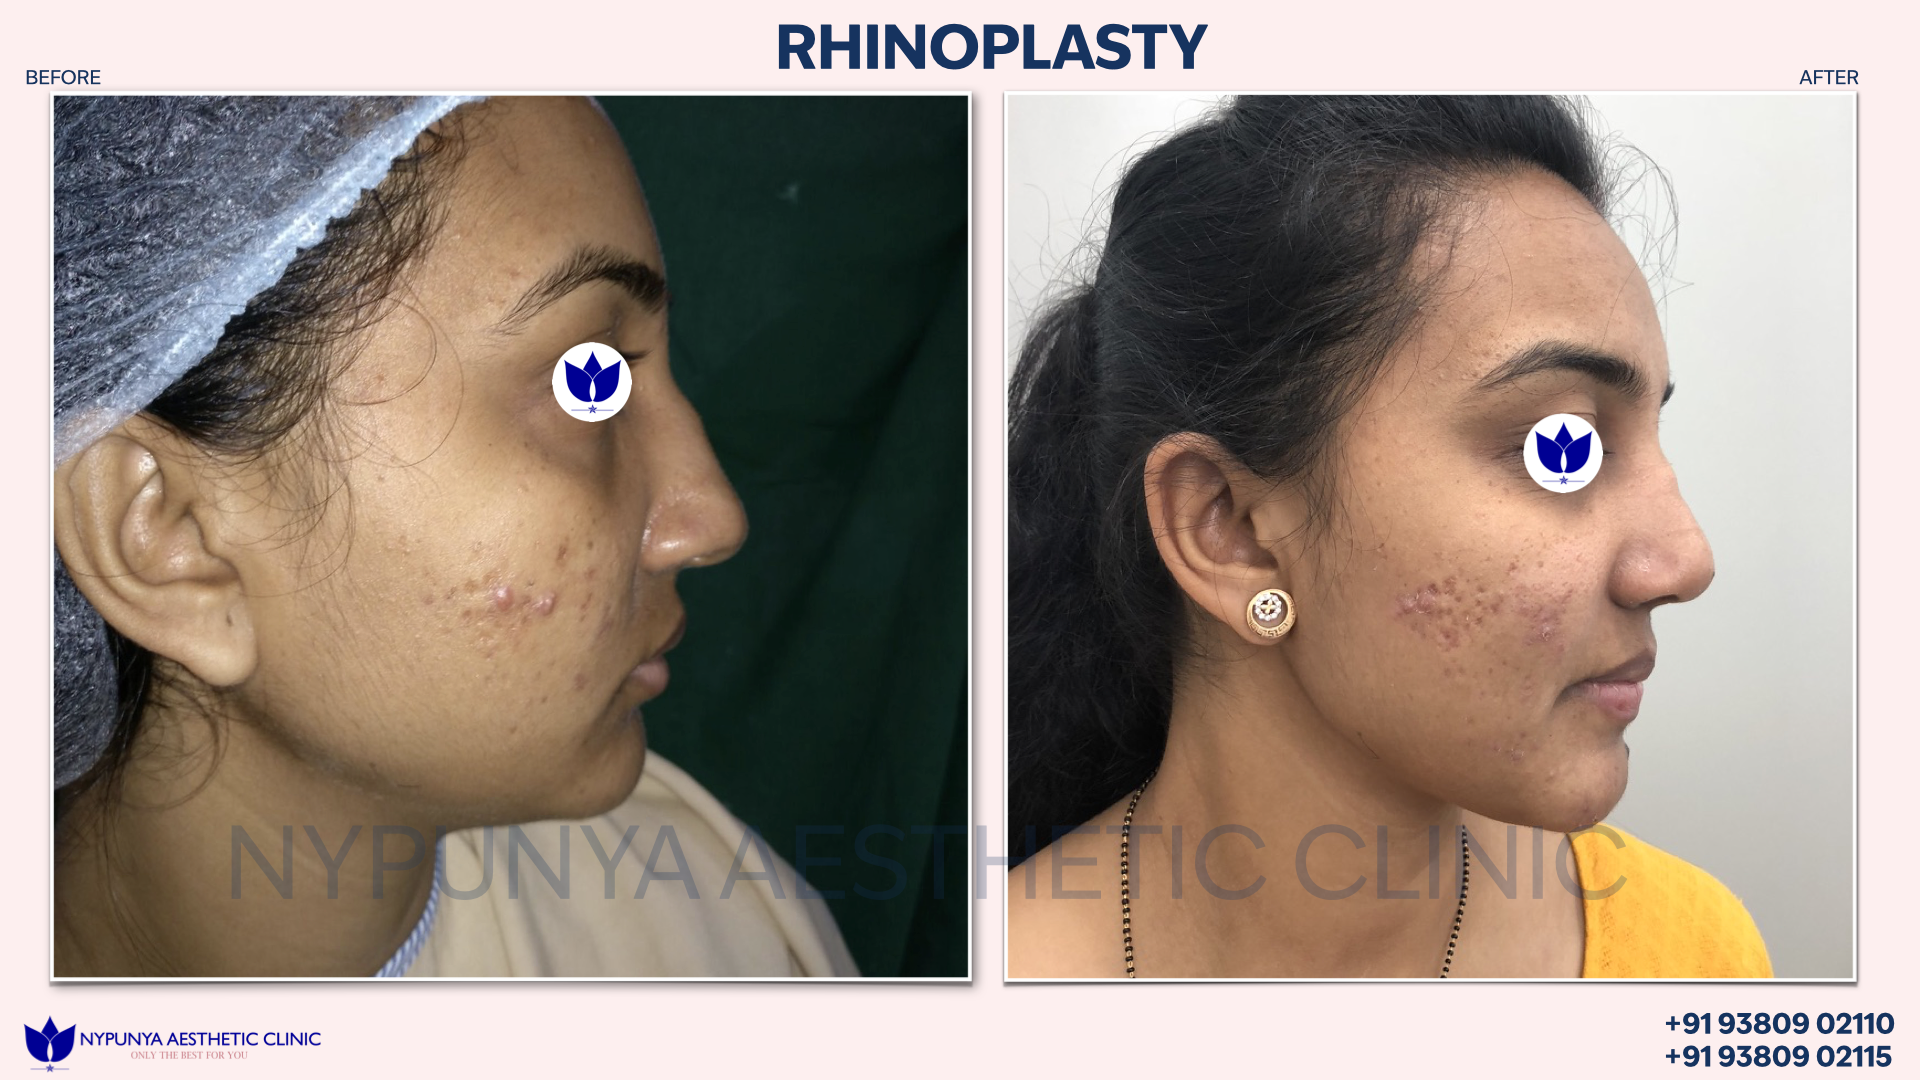 RHINOPLASTY
BEFORE
AFTER
NYPUNYA AESTHETIC CLINIC
NYPUNYA AESTHETIC CLINIC
ONLY THE BEST FOR YOU
+91 93809 02110
+91 93809 02115